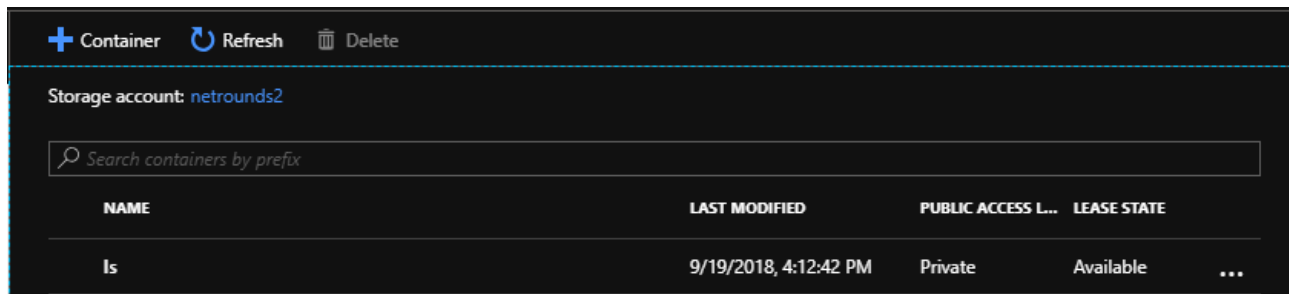 Container Refresh Delete
Storage account: netrounds2
Search containers by prefix
NAME LAST MODIFIED PUBLIC ACCESS L... LEASE STATE
ls 9/19/2018, 4:12:42 PM Private Available ...